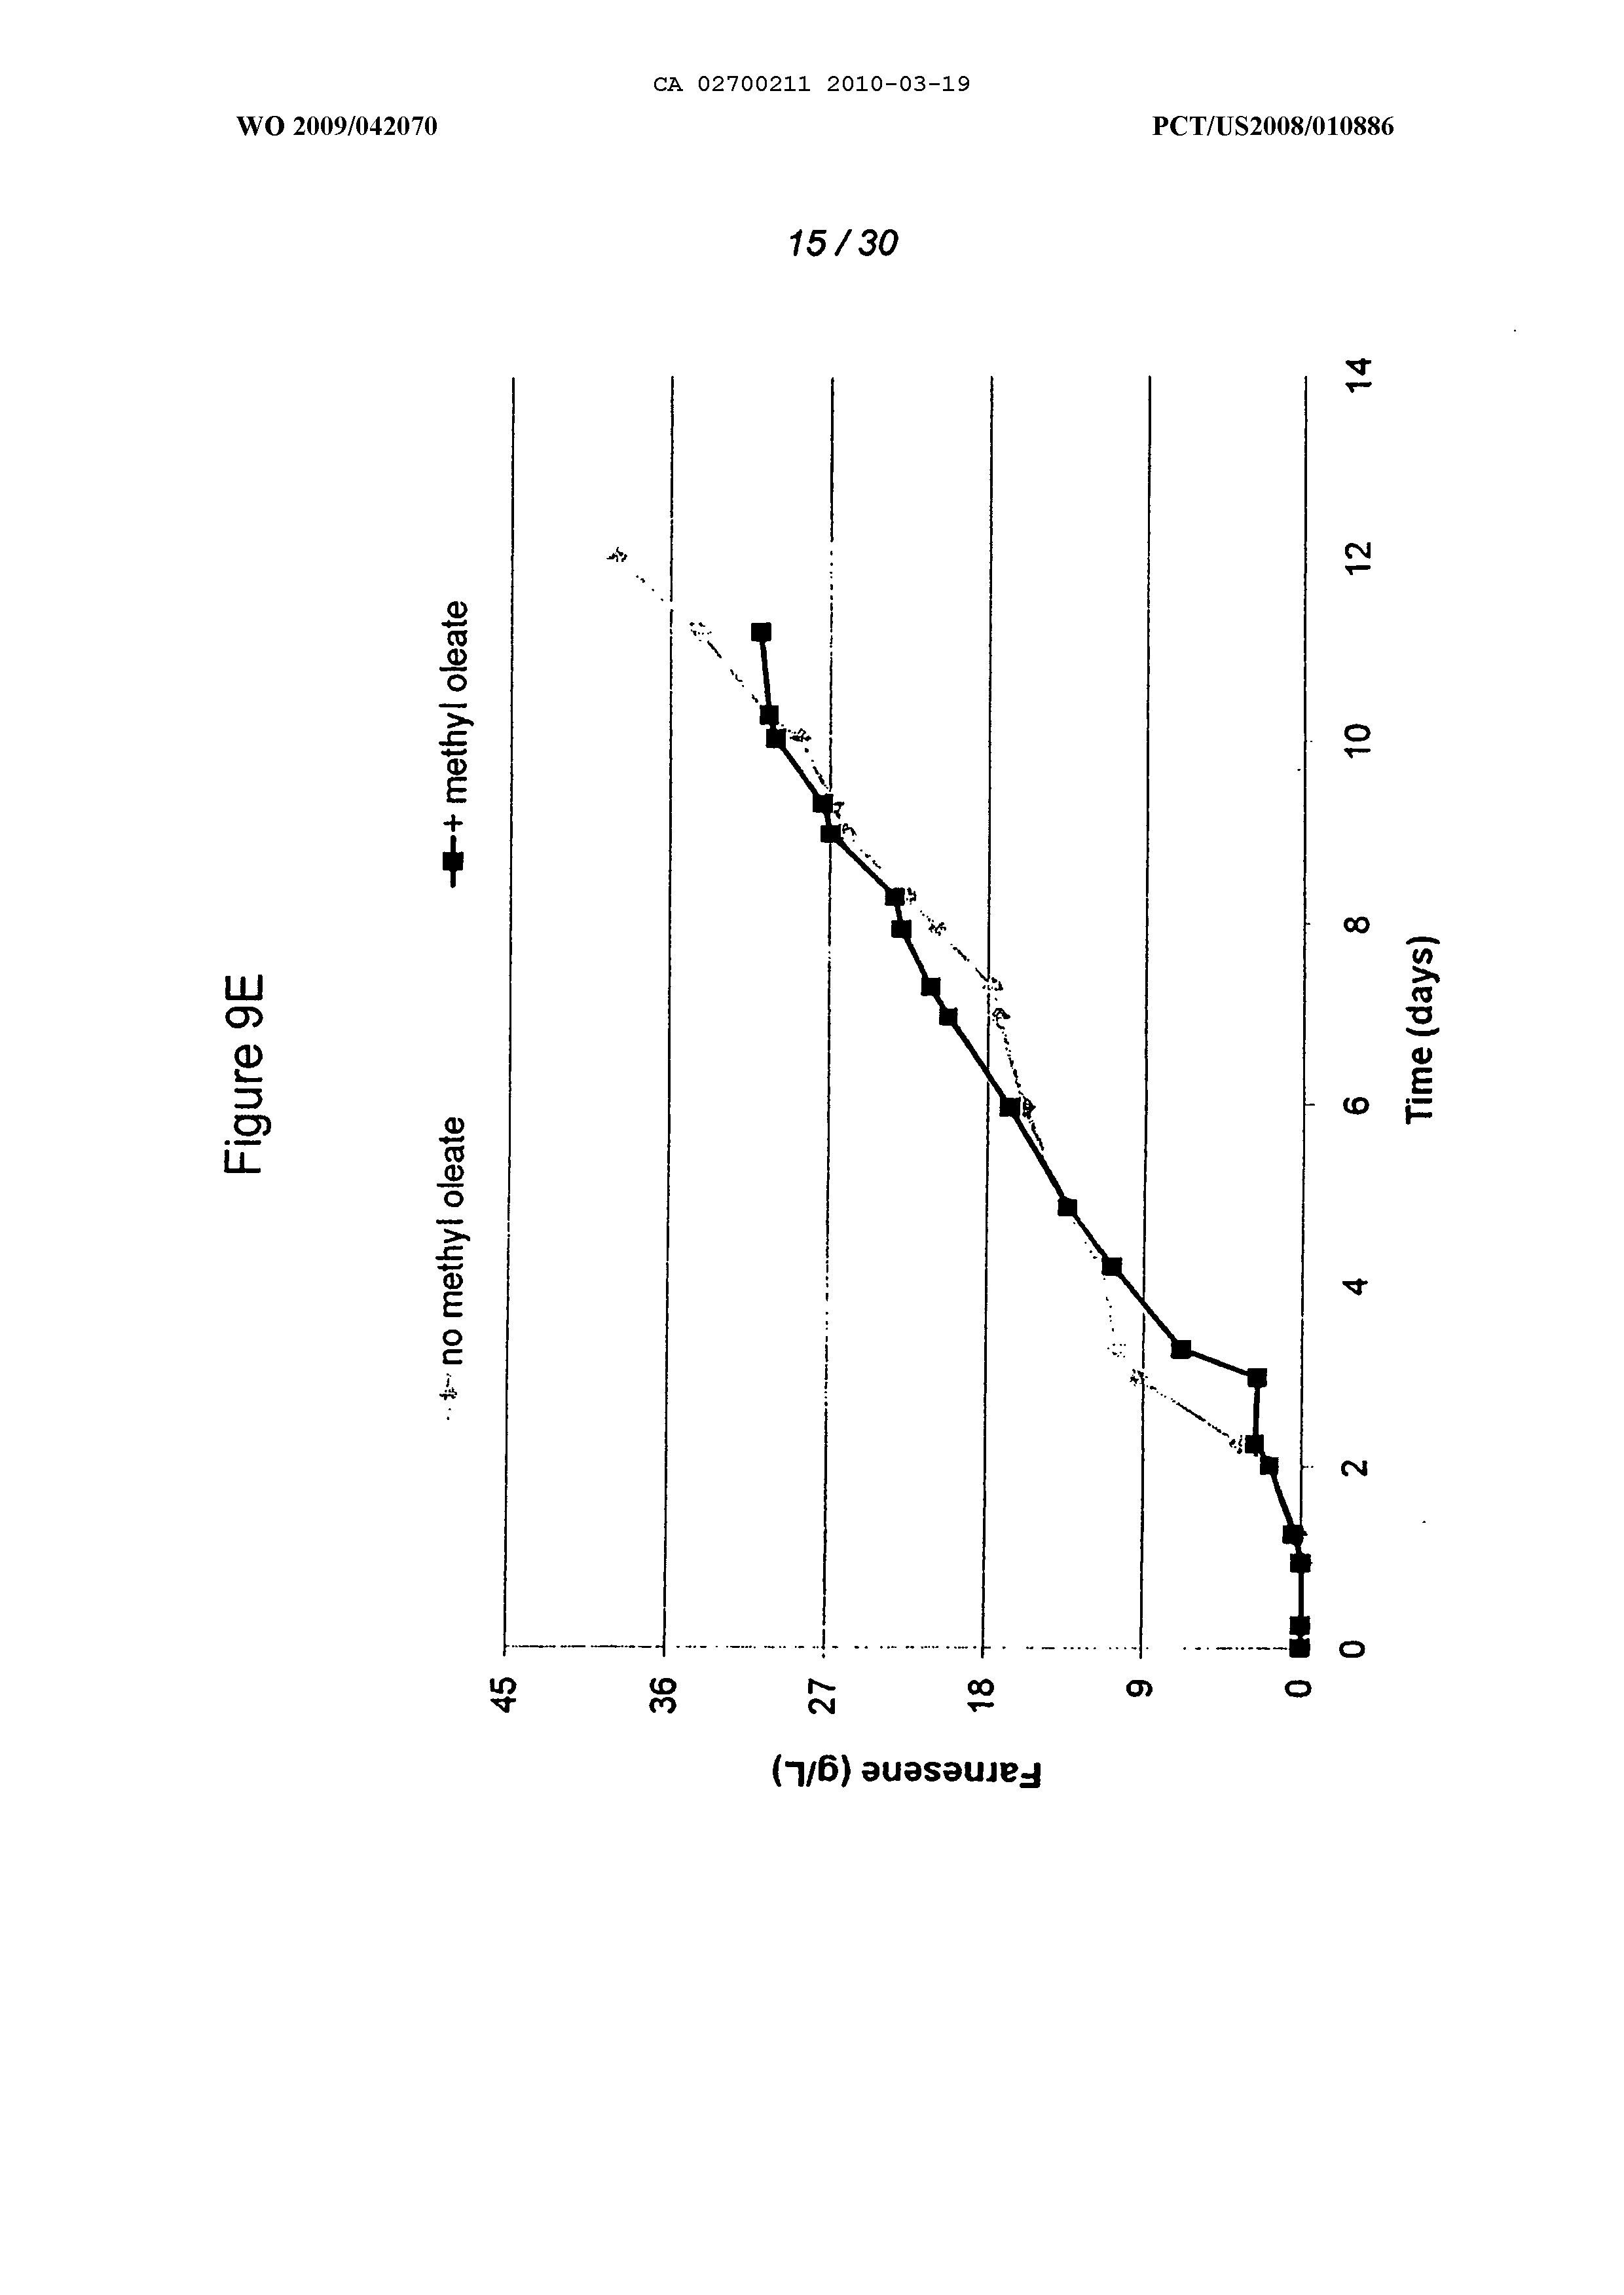 CA 02700211 2010-03-19
WO 2009/042070
PCT/US2008/010886
15/30
Figure 9E
no methyl oleate
+ methyl oleate
45
36
27
18
9
0
Farnesene (g/L)
0
2
4
6
8
10
12
14
Time (days)